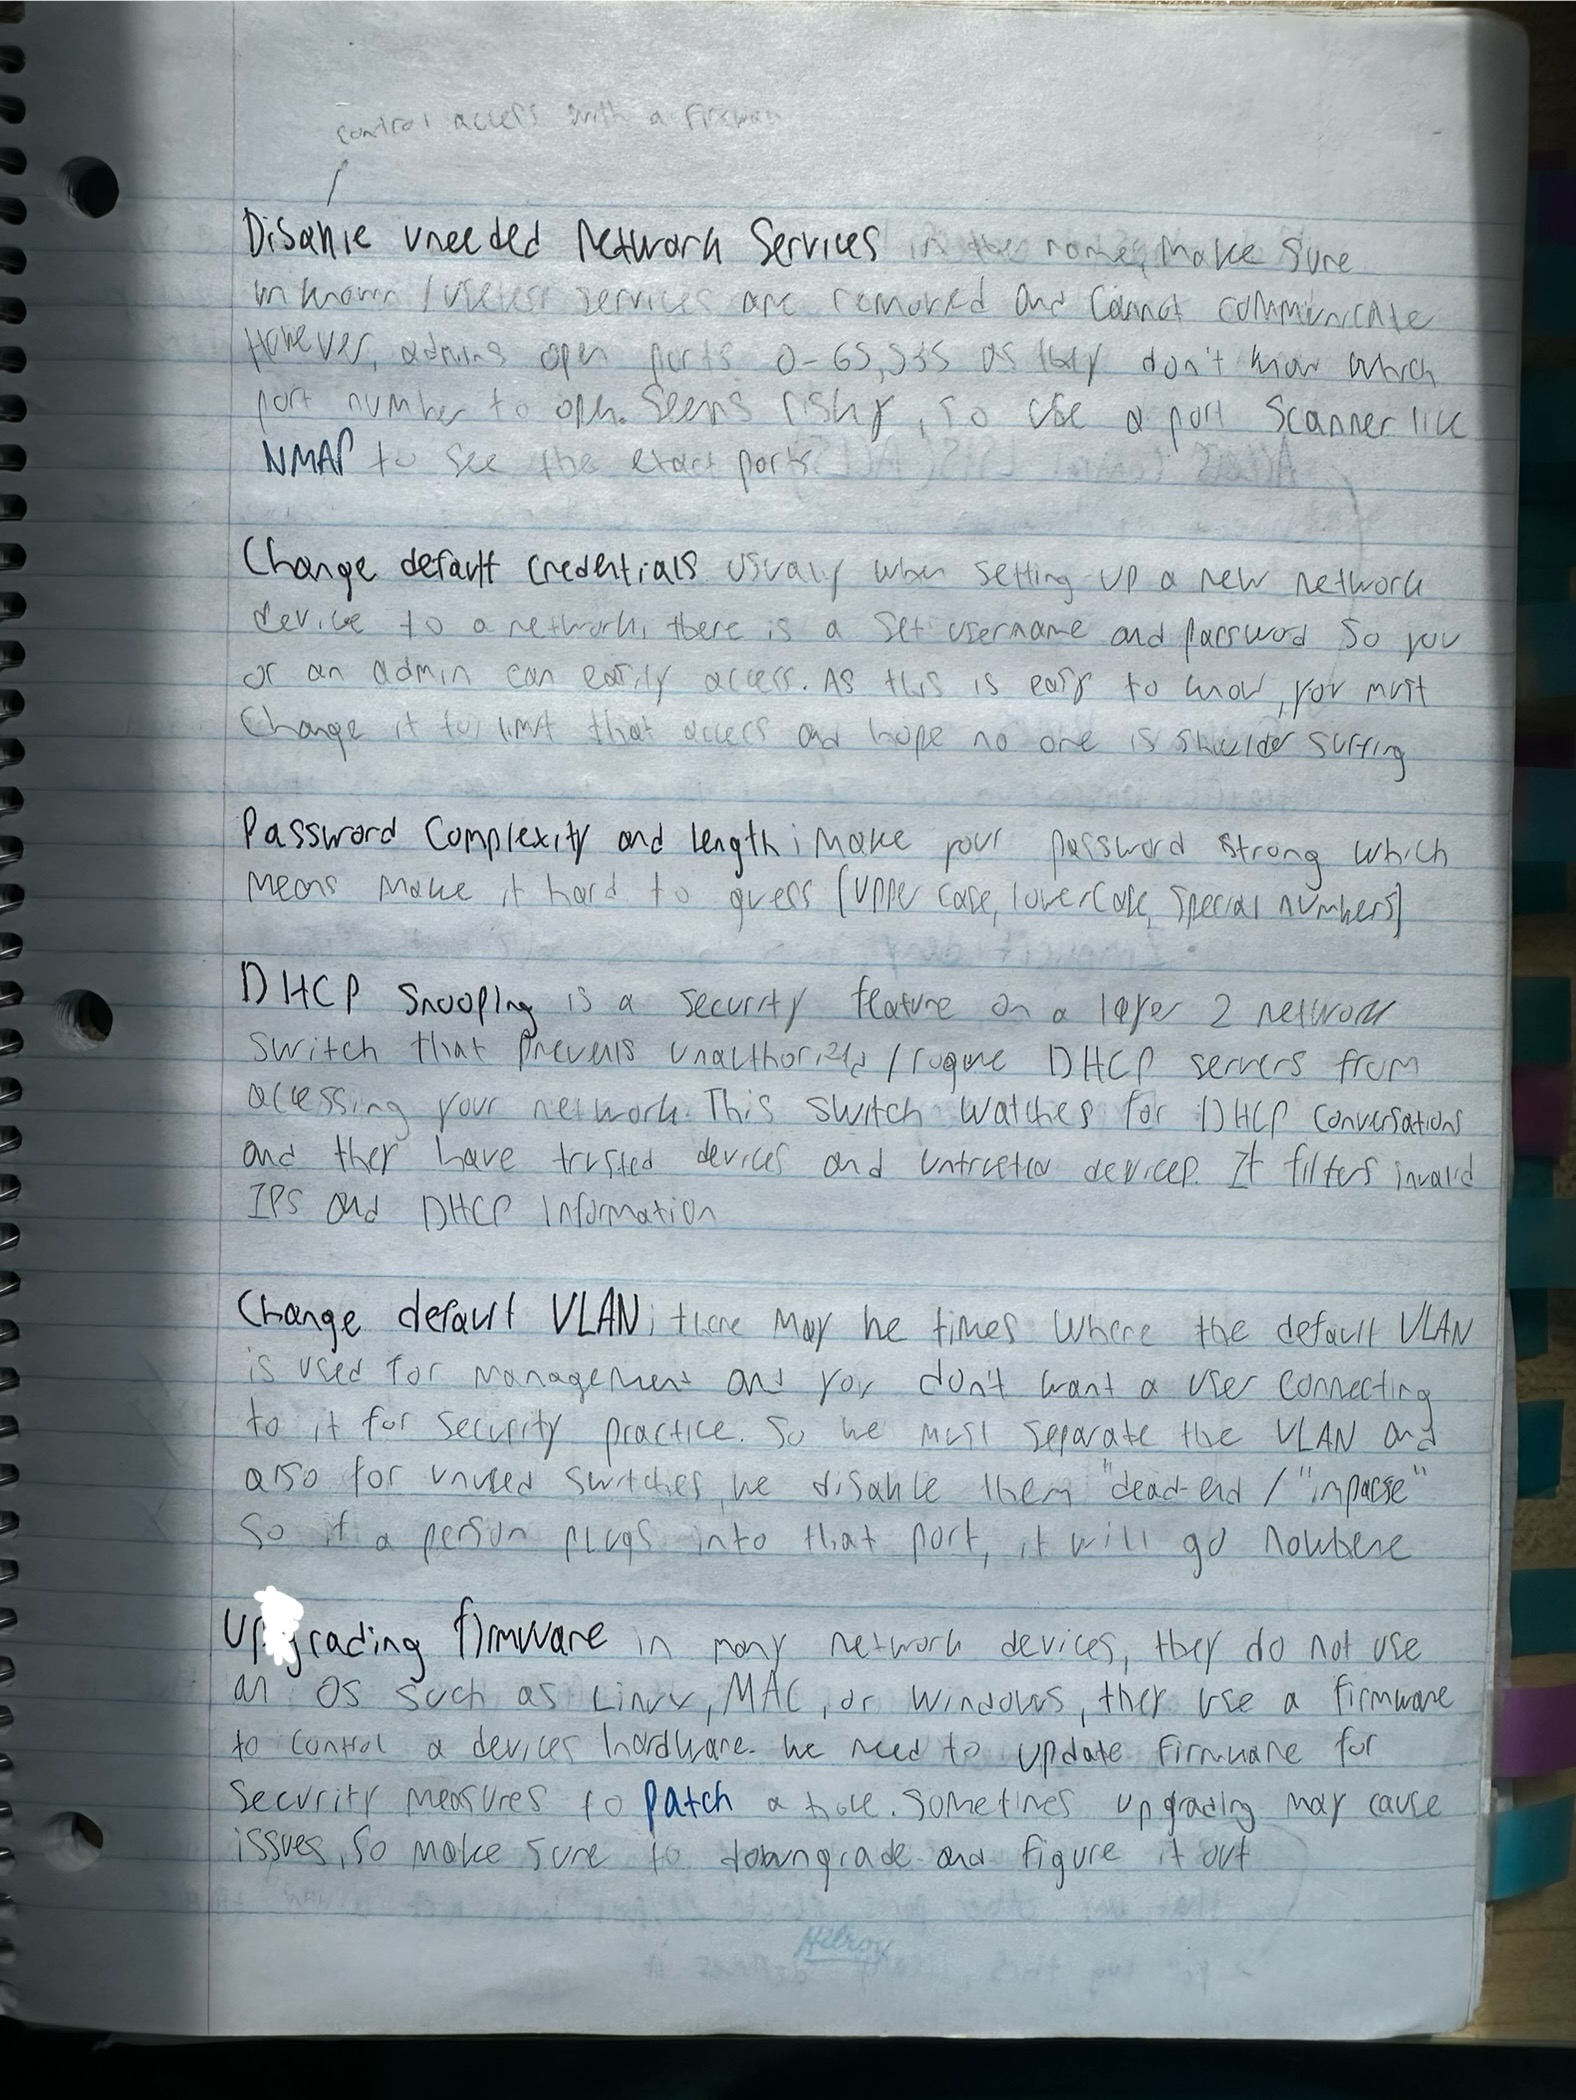 control access with a firewall
Disable uneeded Network Services in the name, make sure
unknown / useless services are removed and cannot communicate
However, admins open ports 0-65,535 as they don't know which
port number to open. Seems risky, so use a port scanner like
NMAP to see the exact ports
Change default credentials usually when setting up a new network
device to a network, there is a set username and password so you
or an admin can easily access. As this is easy to know, you must
Change it to limit that access and hope no one is shoulder surfing
Password Complexity and length; Make your password strong which
means make it hard to guess [upper case, lowercase, special numbers]
DHCP Snooping is a security feature on a layer 2 network
switch that prevents unauthorized / rogue DHCP servers from
accessing your network. This switch watches for DHCP conversations
and they have trusted devices and untrusted devices. It filters invalid
IPS and DHCP Information
Change default VLAN; there may be times where the default VLAN
is used for management and you don't want a user connecting
to it for security practice. So we must separate the VLAN and
also for unused switches, we disable them "dead-end / "impasse"
so if a person plugs into that port, it will go nowhere
Upgrading firmware in many network devices, they do not use
an OS such as Linux, MAC, or Windows, they use a firmware
to control a devices hardware. We need to update firmware for
security measures to patch a hole. Sometimes upgrading may cause
issues, so make sure to downgrade and figure it out
Hilroy